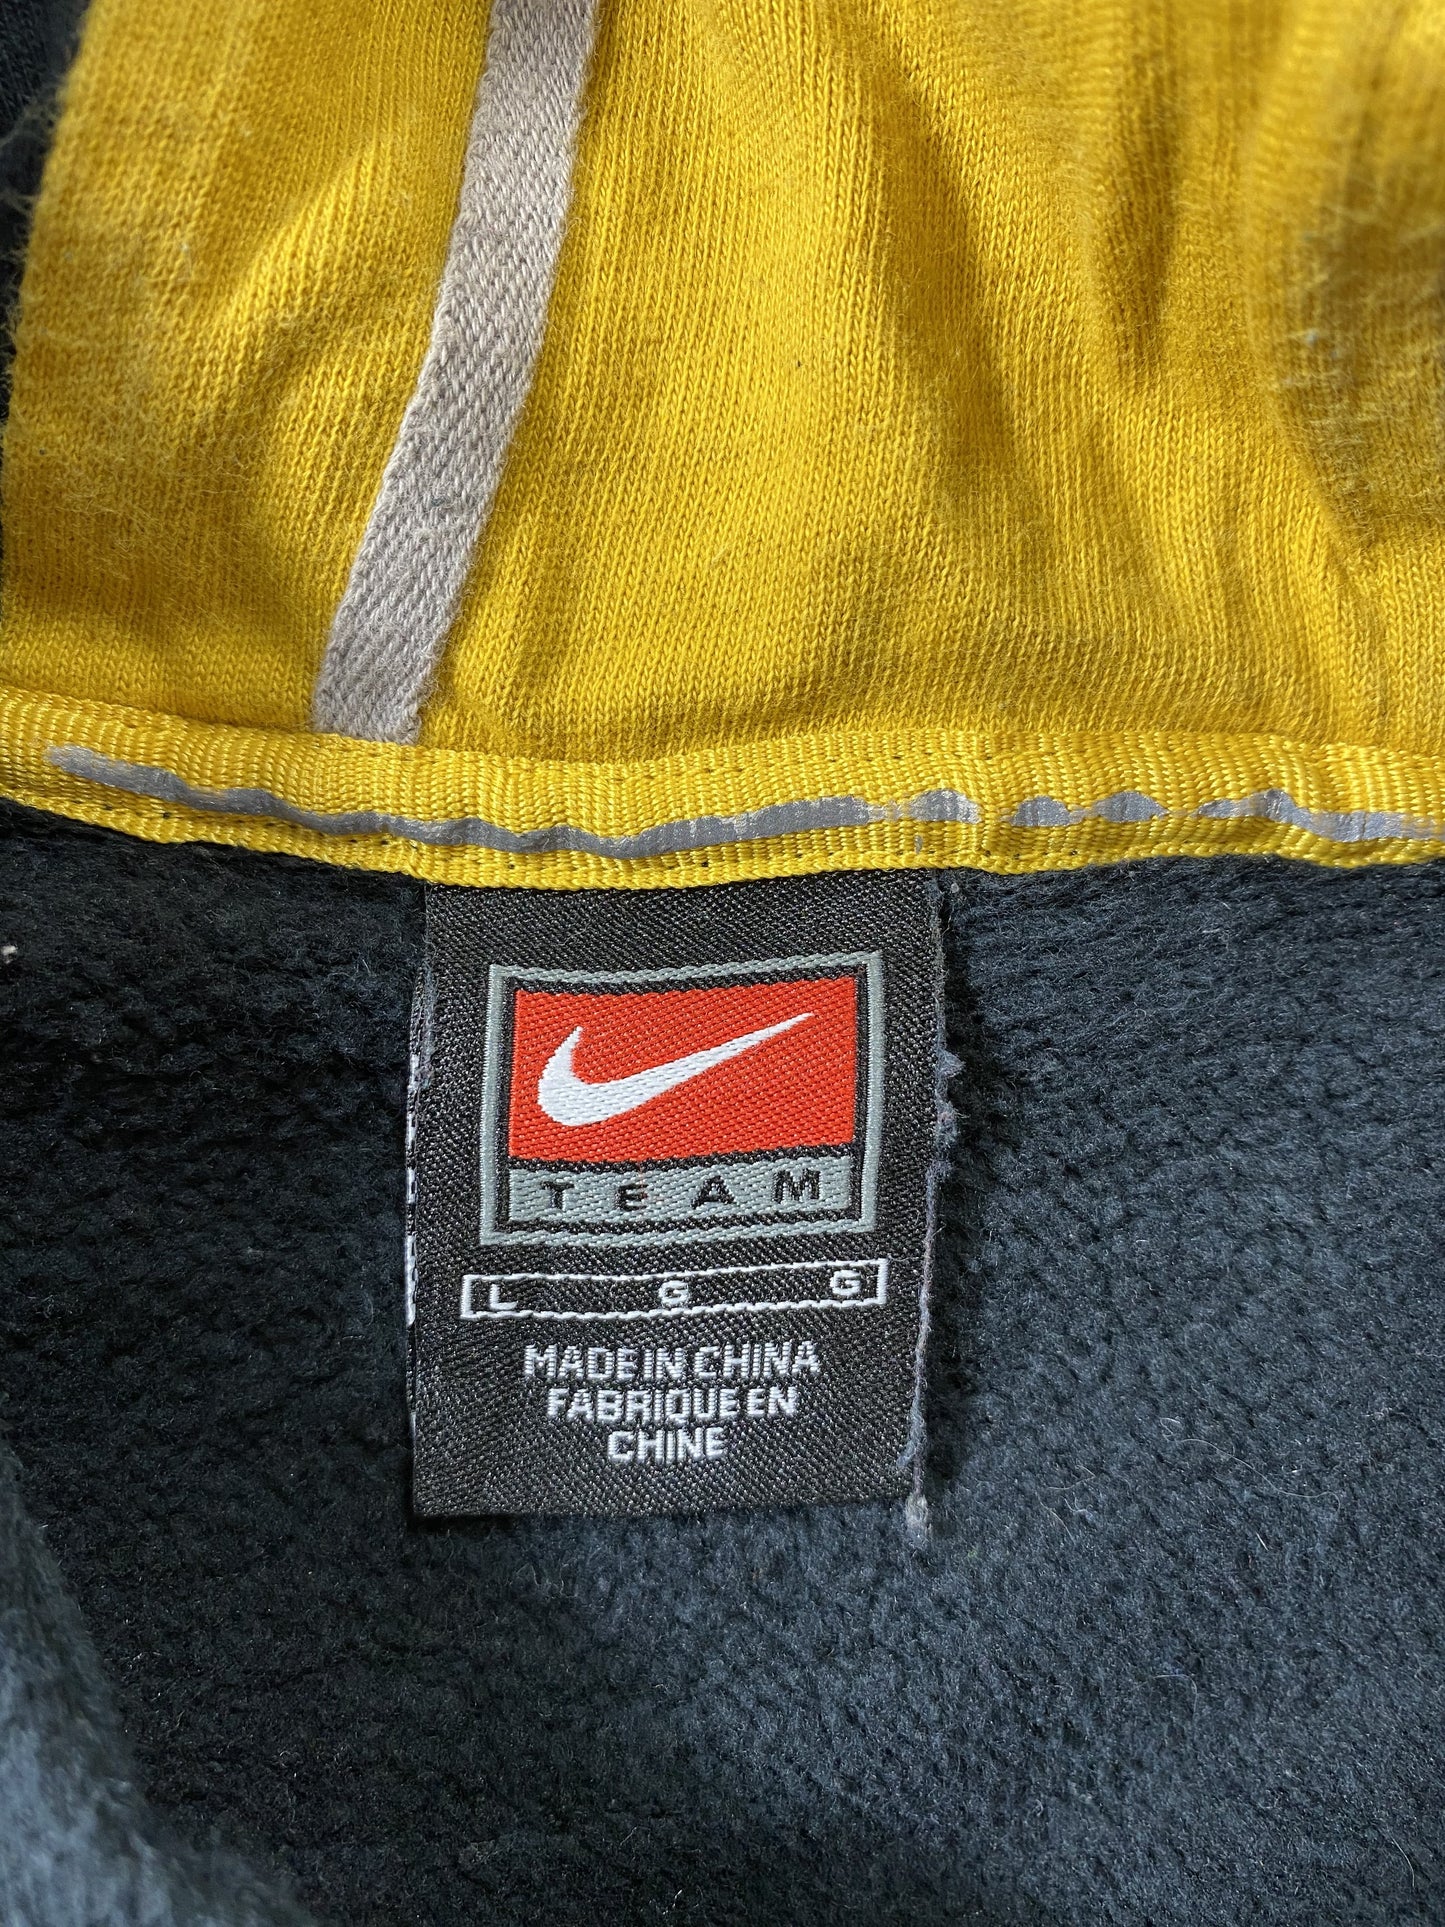 TEAM
L G G
MADE IN CHINA
FABRIQUE EN
CHINE